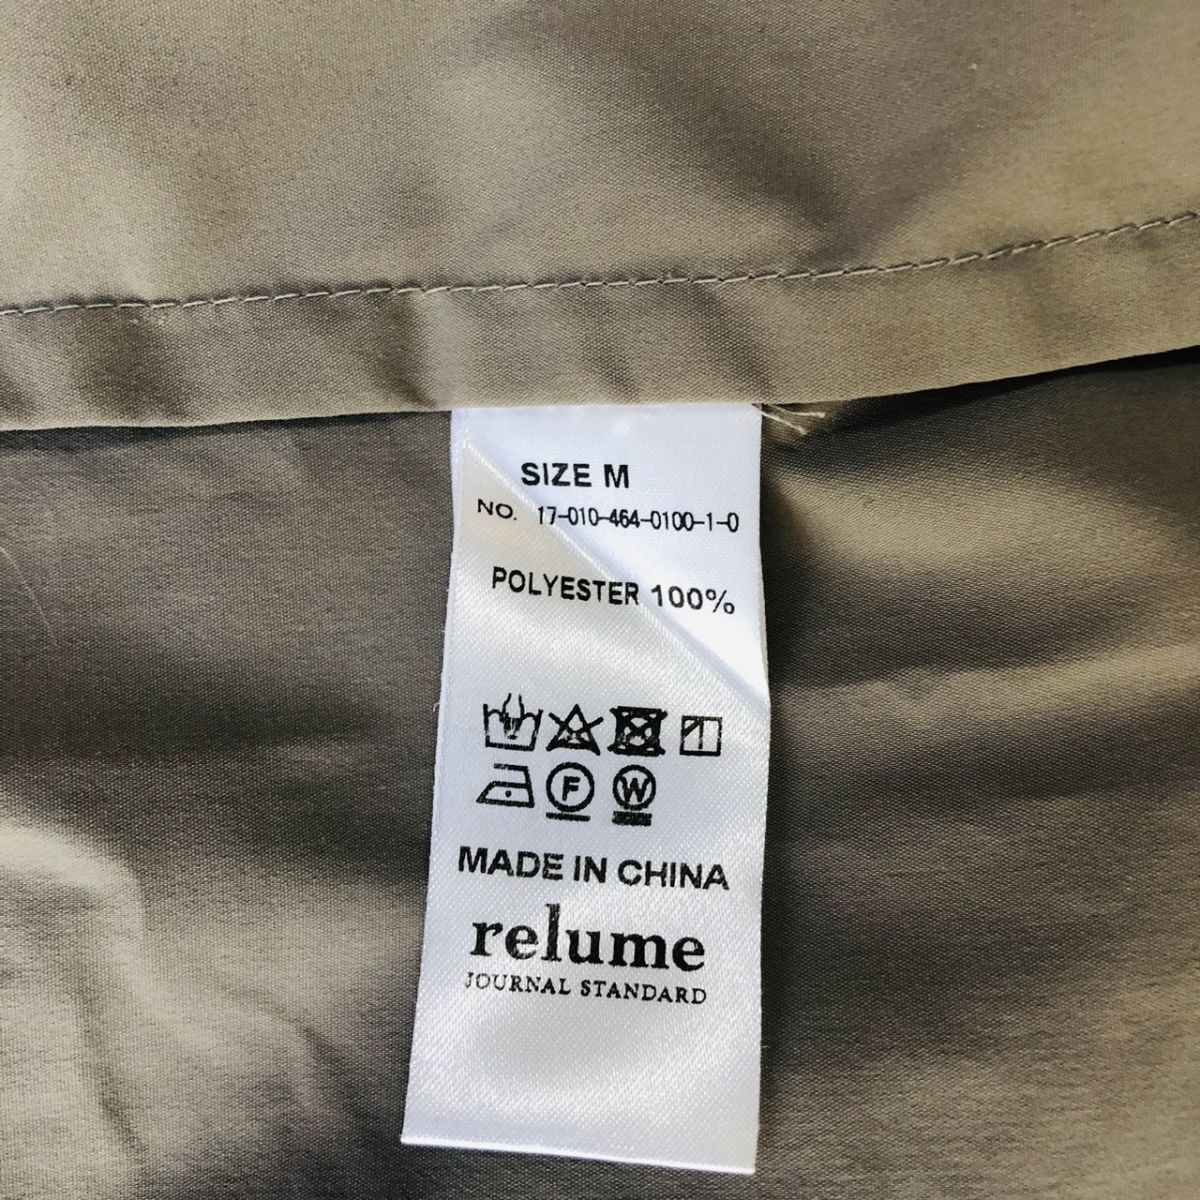 SIZE M
NO. 17-010-464-0100-1-0
POLYESTER 100%
F W
MADE IN CHINA
relume
JOURNAL STANDARD